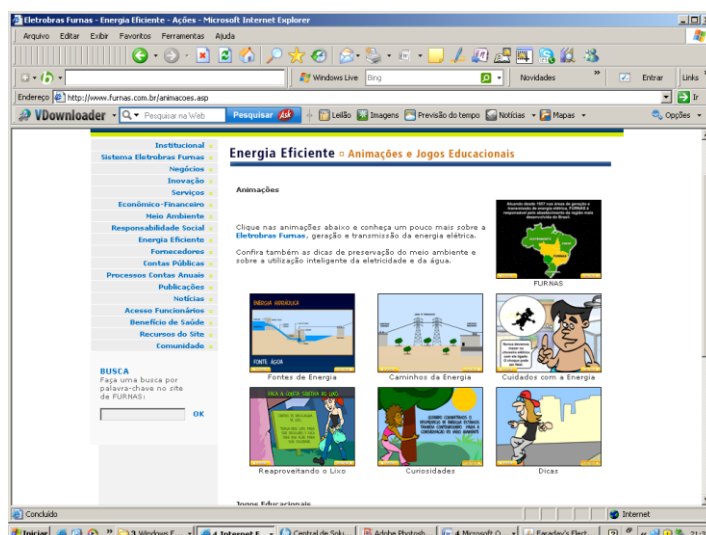 Eletrobras Furnas - Energia Eficiente - Ações - Microsoft Internet Explorer
Arquivo Editar Exibir Favoritos Ferramentas Ajuda
Windows Live Bing Novidades » Entrar Links »
Endereço http://www.furnas.com.br/animacoes.asp Ir
VDownloader Pesquisar na Web Pesquisar Ask Leilão Imagens Previsão do tempo Notícias Mapas Opções
Institucional
Sistema Eletrobras Furnas
Negócios
Inovação
Serviços
Econômico-Financeiro
Meio Ambiente
Responsabilidade Social
Energia Eficiente
Fornecedores
Contas Públicas
Processos Contas Anuais
Publicações
Notícias
Acesso Funcionários
Benefício de Saúde
Recursos do Site
Comunidade
BUSCA
Faça uma busca por
palavra-chave no site
de FURNAS:
OK
Energia Eficiente Animações e Jogos Educacionais
Animações
Clique nas animações abaixo e conheça um pouco mais sobre a
Eletrobras Furnas, geração e transmissão da energia elétrica.
Confira também as dicas de preservação do meio ambiente e
sobre a utilização inteligente da eletricidade e da água.
FURNAS
FURNAS
ENERGIA HIDRÁULICA
FONTE: ÁGUA
Fontes de Energia
Caminhos da Energia
Cuidados com a Energia
Reaproveitando o Lixo
Curiosidades
Dicas
Jogos Educacionais
Concluído Internet
Iniciar » 3 Windows E... 4 Internet E... Central de Solu... Adobe Photosh... 4 Microsoft O... Faraday's Elect...